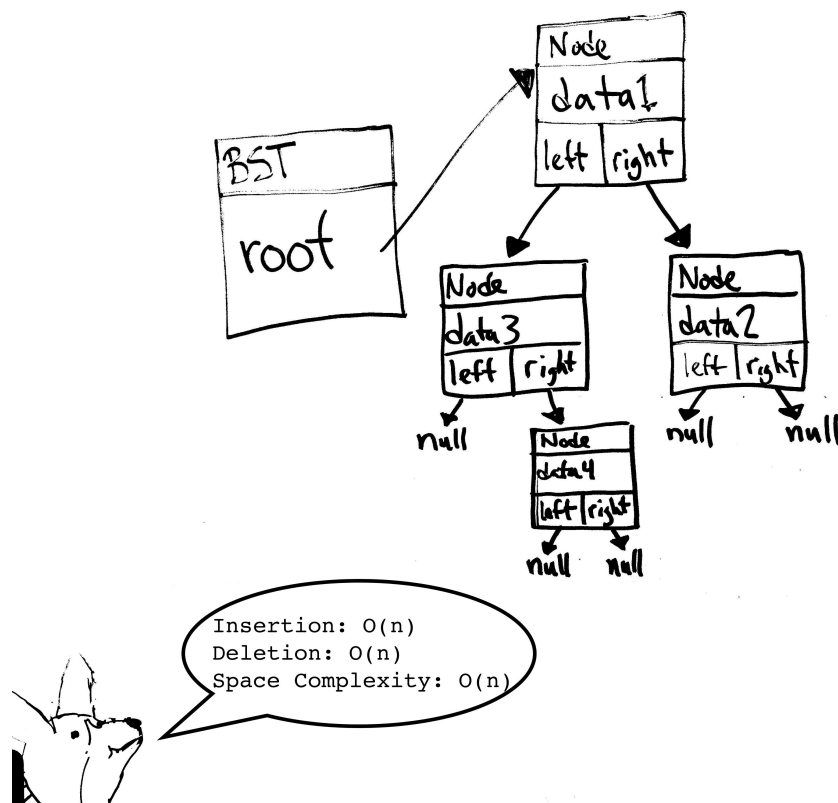 Node
data1
left right
BST
root
Node
data3
left right
Node
data2
left right
null
null null
Node
data4
left right
null null
Insertion: O(n)
Deletion: O(n)
Space Complexity: O(n)